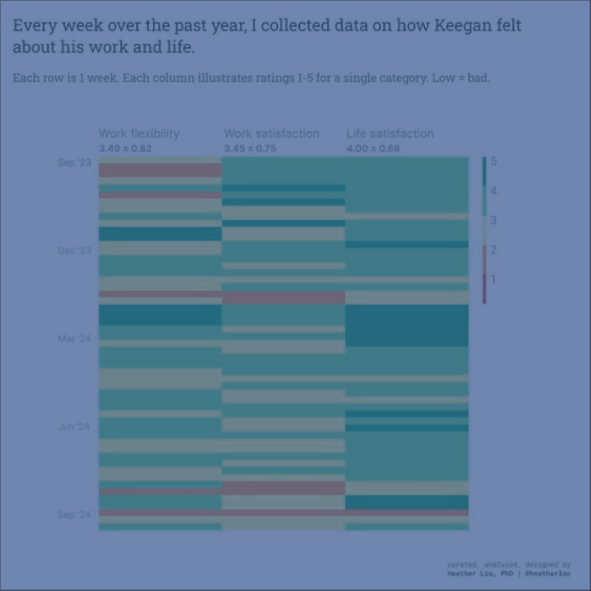 Every week over the past year, I collected data on how Keegan felt
about his work and life.
Each row is 1 week. Each column illustrates ratings 1-5 for a single category. Low = bad.
Work flexibility
3.49 ± 0.82
Work satisfaction
3.45 ± 0.75
Life satisfaction
4.00 ± 0.68
Sep '23
Dec '23
Mar '24
Jun '24
Sep '24
5
4
3
2
1
curated, analyzed, designed by
Heather Liu, PhD |